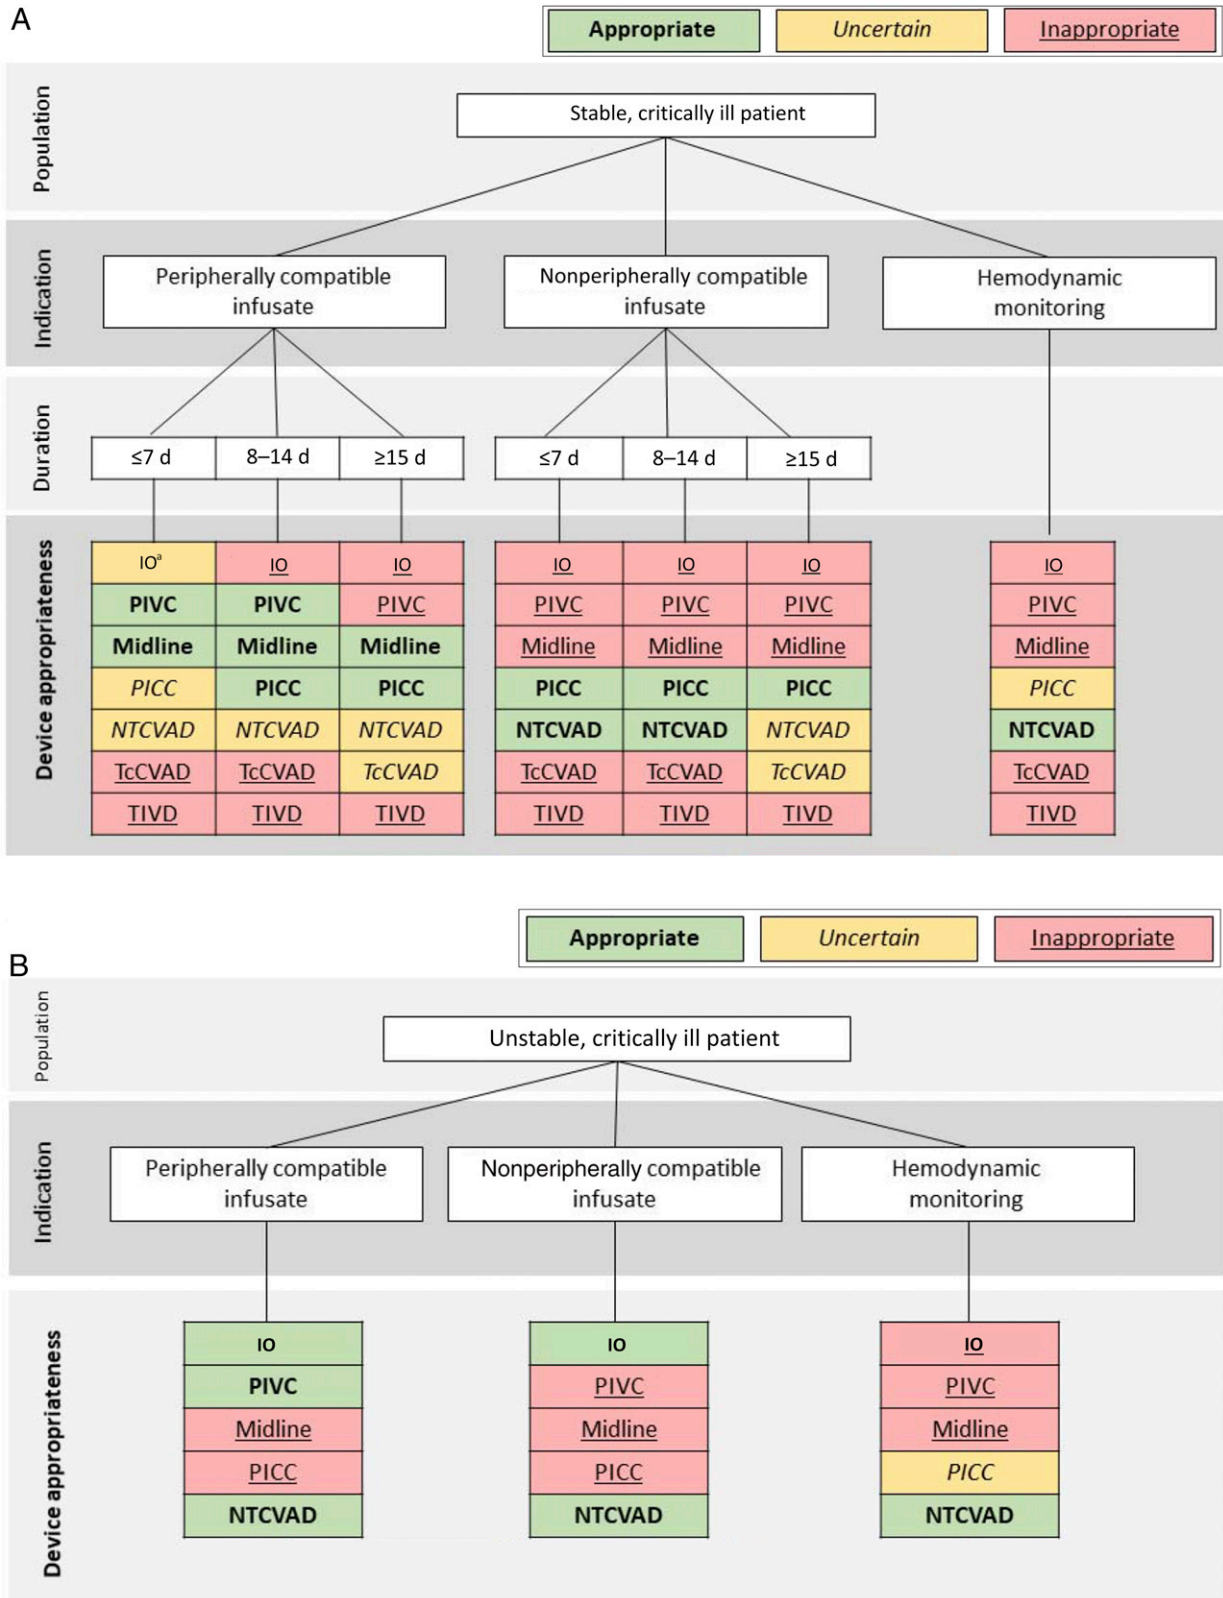 A
Appropriate Uncertain Inappropriate
Population
Stable, critically ill patient
Indication
Peripherally compatible
infusate
Nonperipherally compatible
infusate
Hemodynamic
monitoring
Duration
≤7 d 8–14 d ≥15 d ≤7 d 8–14 d ≥15 d
Device appropriateness
IOª IO IO IO IO IO IO
PIVC PIVC PIVC PIVC PIVC PIVC PIVC
Midline Midline Midline Midline Midline Midline Midline
PICC PICC PICC PICC PICC PICC PICC
NTCVAD NTCVAD NTCVAD NTCVAD NTCVAD NTCVAD NTCVAD
TcCVAD TcCVAD TcCVAD TcCVAD TcCVAD TcCVAD TcCVAD
TIVD TIVD TIVD TIVD TIVD TIVD TIVD
B
Appropriate Uncertain Inappropriate
Population
Unstable, critically ill patient
Indication
Peripherally compatible
infusate
Nonperipherally compatible
infusate
Hemodynamic
monitoring
Device appropriateness
IO IO IO
PIVC PIVC PIVC
Midline Midline Midline
PICC PICC PICC
NTCVAD NTCVAD NTCVAD